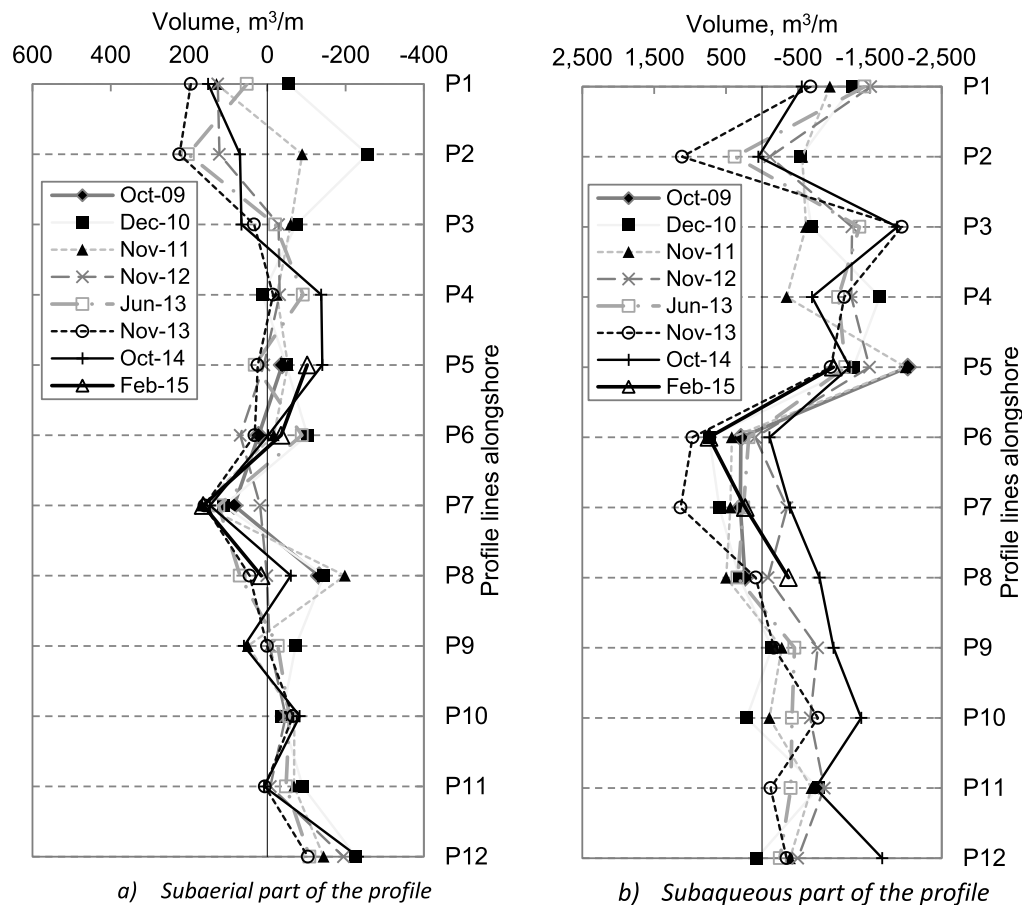 Volume, m³/m
600 400 200 0 -200 -400
P1
P2
P3
P4
P5
P6
P7
P8
P9
P10
P11
P12
Profile lines alongshore
Oct-09
Dec-10
Nov-11
Nov-12
Jun-13
Nov-13
Oct-14
Feb-15
a) Subaerial part of the profile
Volume, m³/m
2,500 1,500 500 -500 -1,500 -2,500
P1
P2
P3
P4
P5
P6
P7
P8
P9
P10
P11
P12
Profile lines alongshore
Oct-09
Dec-10
Nov-11
Nov-12
Jun-13
Nov-13
Oct-14
Feb-15
b) Subaqueous part of the profile